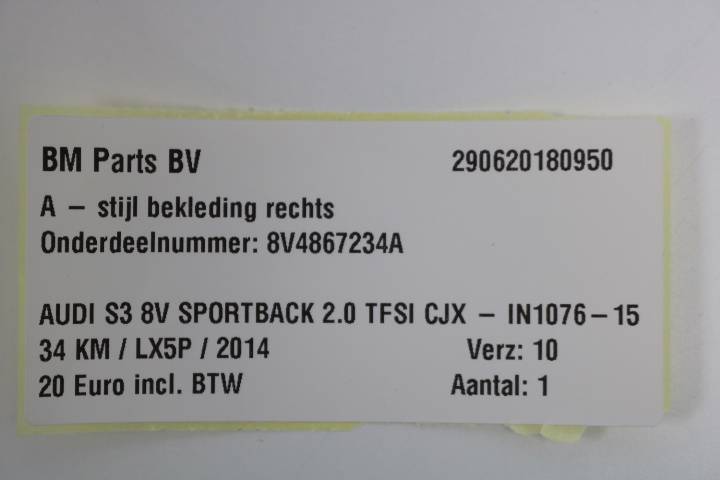 BM Parts BV 290620180950
A – stijl bekleding rechts
Onderdeelnummer: 8V4867234A
AUDI S3 8V SPORTBACK 2.0 TFSI CJX – IN1076–15
34 KM / LX5P / 2014 Verz: 10
20 Euro incl. BTW Aantal: 1